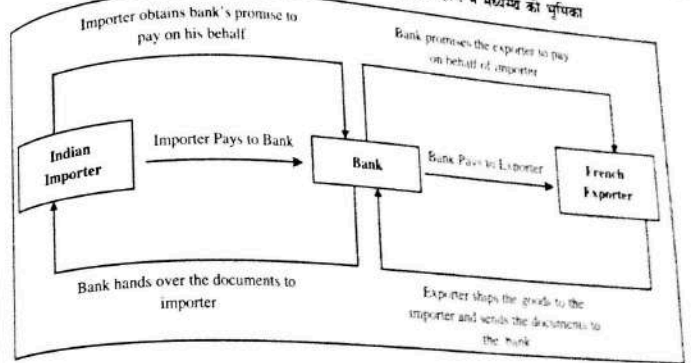 मध्यस्थ की भूमिका
Importer obtains bank's promise to
pay on his behalf
Bank promises the exporter to pay
on behalf of importer
Indian
Importer
Importer Pays to Bank
Bank
Bank Pays to Exporter
French
Exporter
Bank hands over the documents to
importer
Exporter ships the goods to the
importer and sends the documents to
the bank